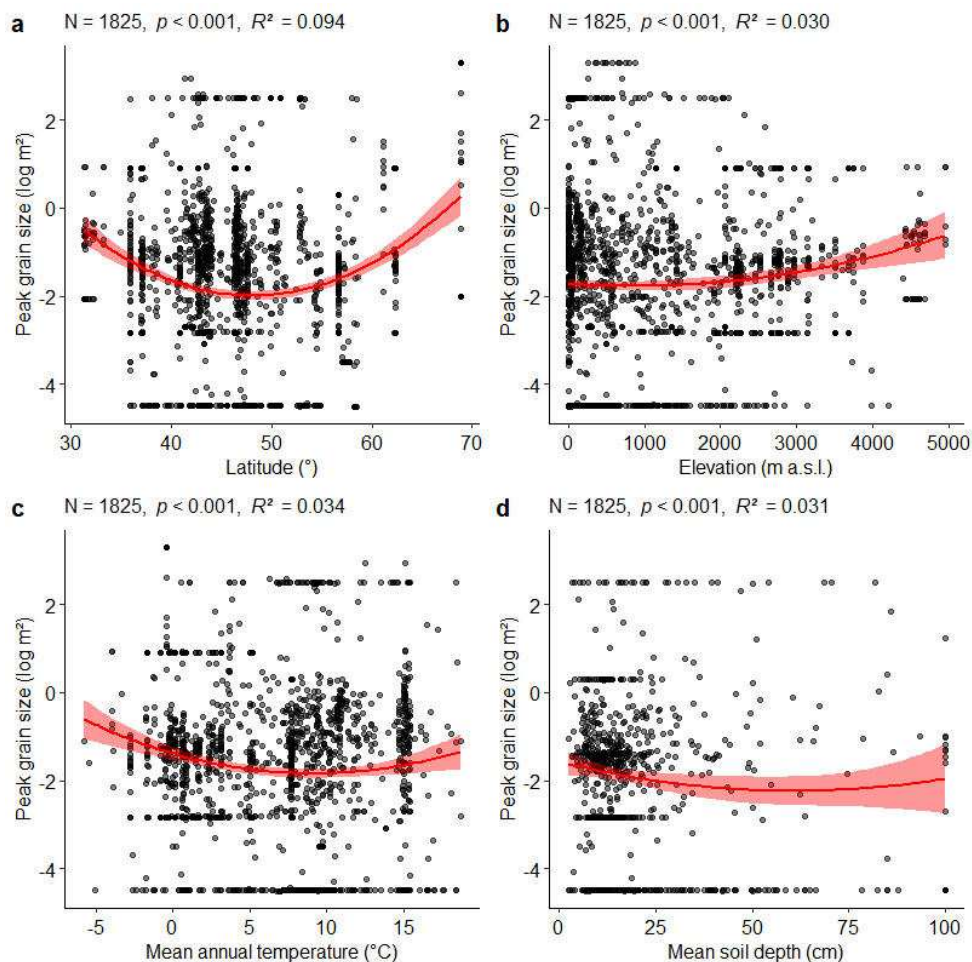 a N = 1825, p < 0.001, R² = 0.094
Peak grain size (log m²)
2
0
-2
-4
30 40 50 60 70
Latitude (°)
b N = 1825, p < 0.001, R² = 0.030
Peak grain size (log m²)
2
0
-2
-4
0 1000 2000 3000 4000 5000
Elevation (m a.s.l.)
c N = 1825, p < 0.001, R² = 0.034
Peak grain size (log m²)
2
0
-2
-4
-5 0 5 10 15
Mean annual temperature (°C)
d N = 1825, p < 0.001, R² = 0.031
Peak grain size (log m²)
2
0
-2
-4
0 25 50 75 100
Mean soil depth (cm)